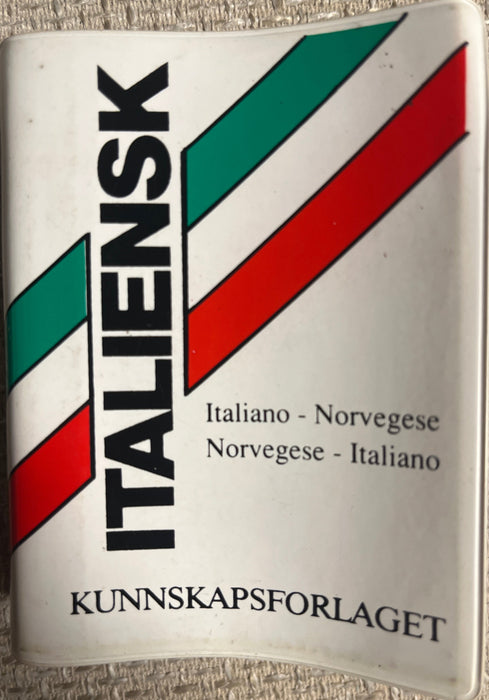 ITALIENSK
Italiano - Norvegese
Norvegese - Italiano
KUNNSKAPSFORLAGET